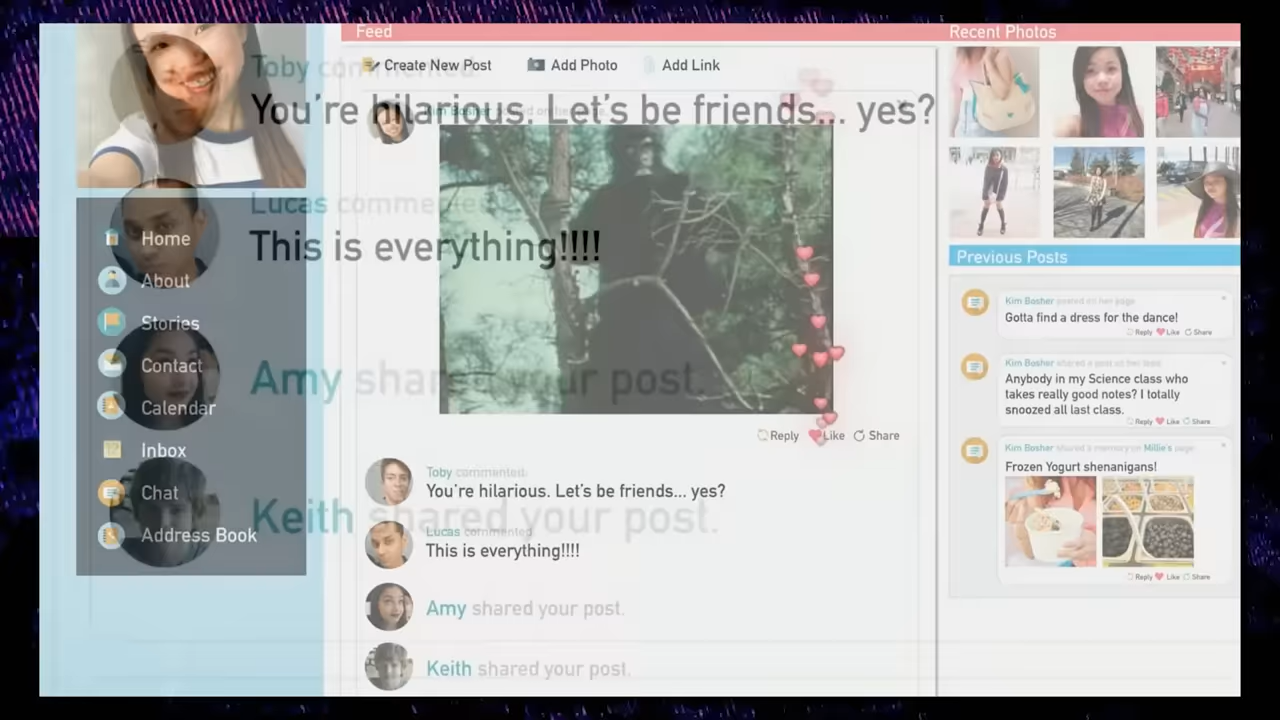 Feed
Recent Photos
Toby commented.
Create New Post
Add Photo
Add Link
You're hilarious. Let's be friends... yes?
Lucas commented.
This is everything!!!!
Amy shared your post.
Keith shared your post.
Home
About
Stories
Contact
Calendar
Inbox
Chat
Address Book
Reply
Like
Share
Toby commented.
You're hilarious. Let's be friends... yes?
Lucas commented.
This is everything!!!!
Amy shared your post.
Keith shared your post.
Previous Posts
Kim Bosher posted on her page.
Gotta find a dress for the dance!
Reply Like Share
Kim Bosher shared a post on her feed.
Anybody in my Science class who
takes really good notes? I totally
snoozed all last class.
Reply Like Share
Kim Bosher shared a memory on Millie's page.
Frozen Yogurt shenanigans!
Reply Like Share